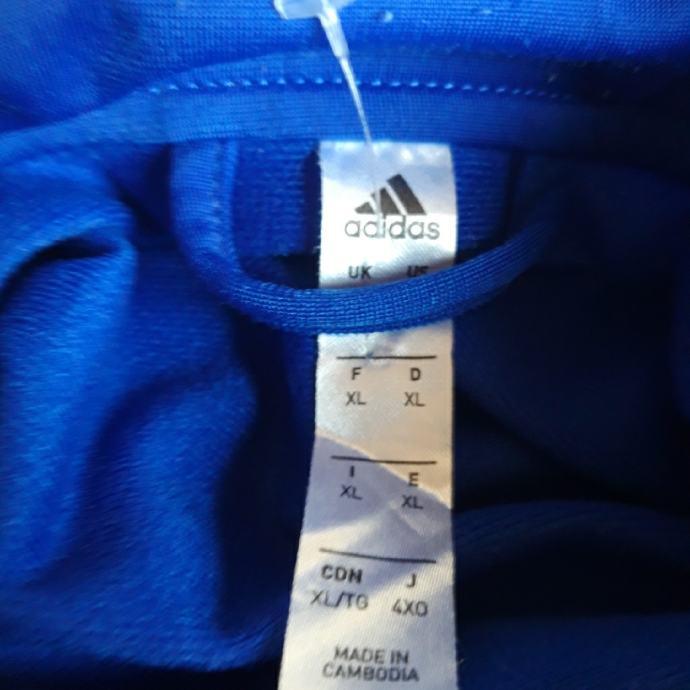 adidas
UK US
F D
XL XL
I E
XL XL
CDN J
XL/TG 4XO
MADE IN
CAMBODIA